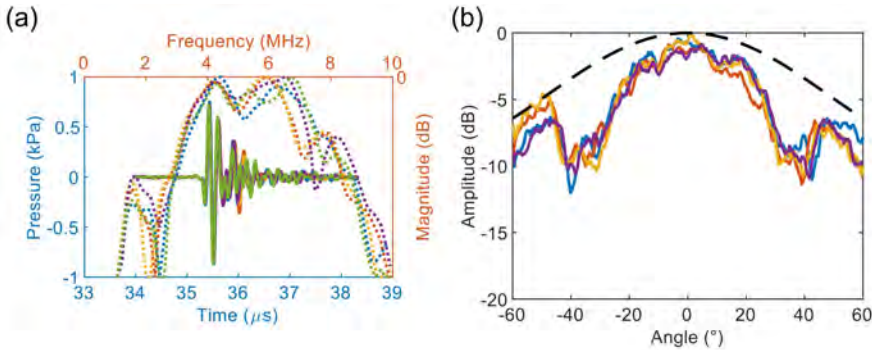 (a)
Frequency (MHz)
0 2 4 6 8 10
1
0.5
0
-0.5
-1
Pressure (kPa)
0
Magnitude (dB)
33 34 35 36 37 38 39
Time (μs)
(b)
0
-5
-10
-15
-20
Amplitude (dB)
-60 -40 -20 0 20 40 60
Angle (°)